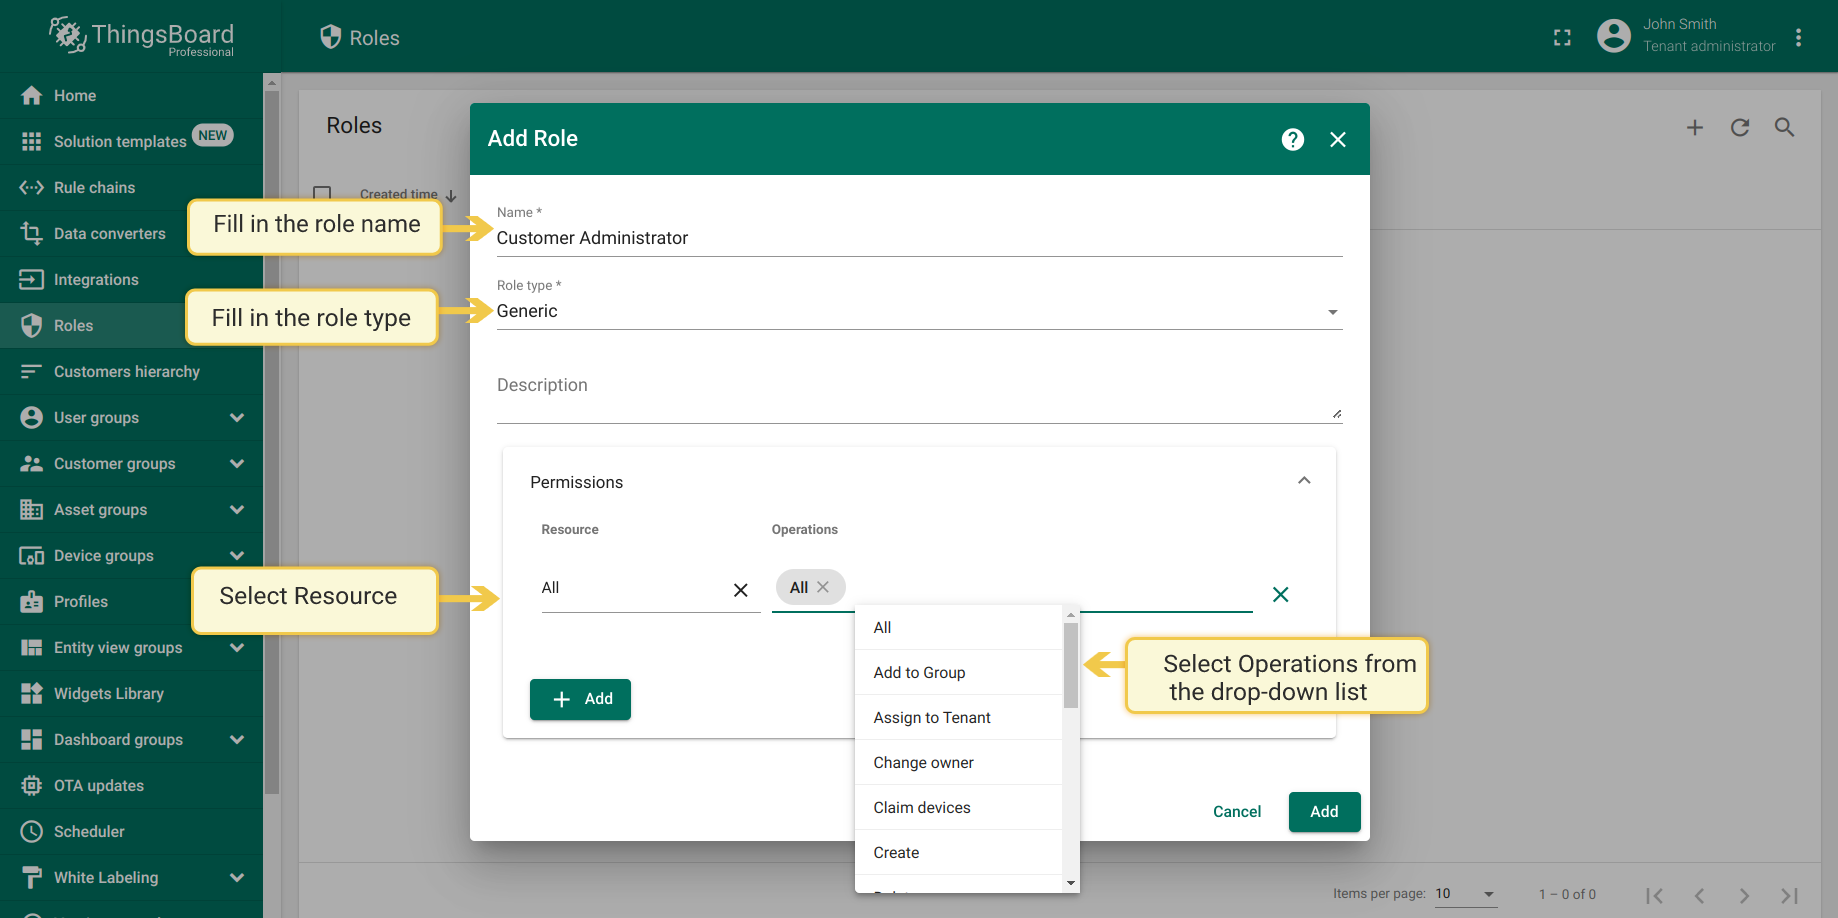 ThingsBoard
Professional
Roles
John Smith
Tenant administrator
Home
Solution templates NEW
Rule chains
Data converters
Integrations
Roles
Customers hierarchy
User groups
Customer groups
Asset groups
Device groups
Profiles
Entity view groups
Widgets Library
Dashboard groups
OTA updates
Scheduler
White Labeling
Roles
Created time
Add Role
Fill in the role name
Name *
Customer Administrator
Fill in the role type
Role type *
Generic
Description
Permissions
Resource Operations
Select Resource
All All
All
Add to Group
Assign to Tenant
Change owner
Claim devices
Create
Select Operations from
the drop-down list
Add
Cancel Add
Items per page: 10 1 – 0 of 0